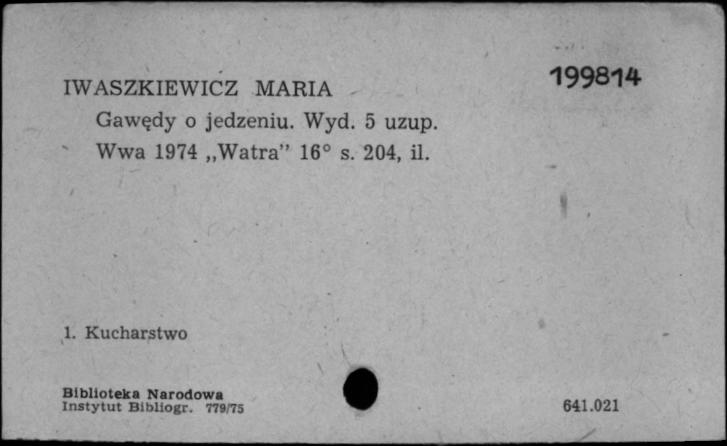 199814
IWASZKIEWICZ MARIA
Gawędy o jedzeniu. Wyd. 5 uzup.
Wwa 1974 „Watra” 16° s. 204, il.
1. Kucharstwo
Biblioteka Narodowa
Instytut Bibliogr. 779/75
641.021